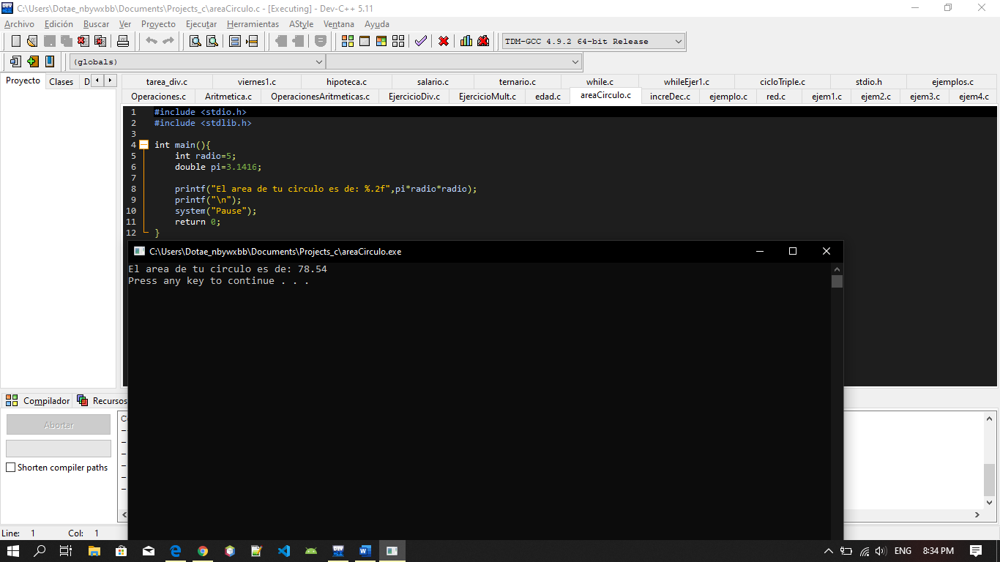 C:\Users\Dotae_nbywxbb\Documents\Projects_c\areaCirculo.c - [Executing] - Dev-C++ 5.11
Archivo Edición Buscar Ver Proyecto Ejecutar Herramientas AStyle Ventana Ayuda
TDM-GCC 4.9.2 64-bit Release
(globals)
Proyecto Clases D
tarea_div.c viernes1.c hipoteca.c salario.c ternario.c while.c whileEjer1.c cicloTriple.c stdio.h ejemplos.c
Operaciones.c Aritmetica.c OperacionesAritmeticas.c EjercicioDiv.c EjercicioMult.c edad.c areaCirculo.c increDec.c ejemplo.c red.c ejem1.c ejem2.c ejem3.c ejem4.c
1 #include <stdio.h>
2 #include <stdlib.h>
3
4 int main(){
5 int radio=5;
6 double pi=3.1416;
7
8 printf("El area de tu circulo es de: %.2f",pi*radio*radio);
9 printf("\n");
10 system("Pause");
11 return 0;
12 }
C:\Users\Dotae_nbywxbb\Documents\Projects_c\areaCirculo.exe
El area de tu circulo es de: 78.54
Press any key to continue . . .
Compilador Recursos
Abortar
Shorten compiler paths
Line: 1 Col: 1
ENG 8:34 PM